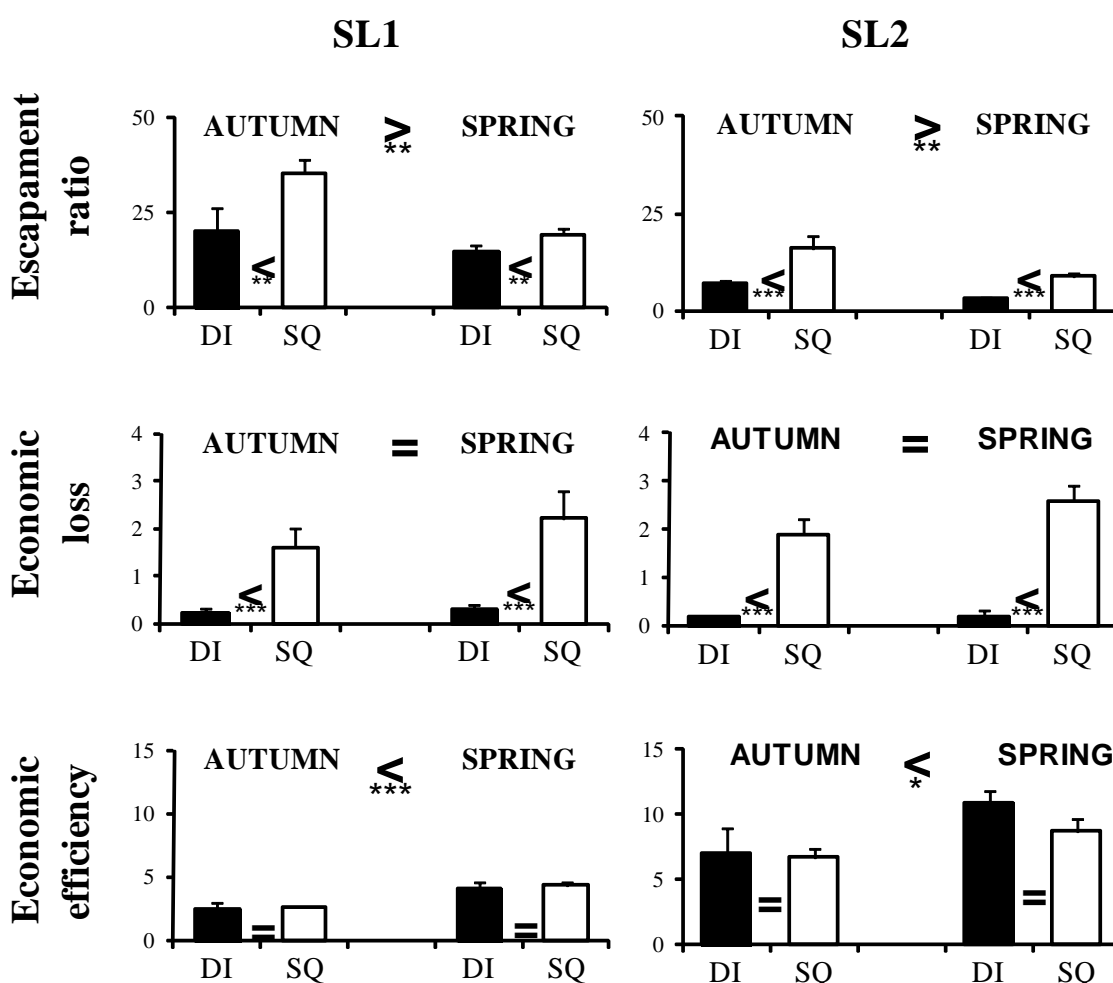 SL1 SL2
Escapament ratio
50 AUTUMN > SPRING
**
25
< ** < **
0
DI SQ DI SQ
50 AUTUMN > SPRING
**
25
< *** < ***
0
DI SQ DI SQ
Economic loss
4 AUTUMN = SPRING
3
2
1
< *** < ***
0
DI SQ DI SQ
4 AUTUMN = SPRING
3
2
1
< *** < ***
0
DI SQ DI SQ
Economic efficiency
15 AUTUMN < SPRING
***
10
5
= =
0
DI SQ DI SQ
15 AUTUMN < SPRING
*
10
5
= =
0
DI SQ DI SQ